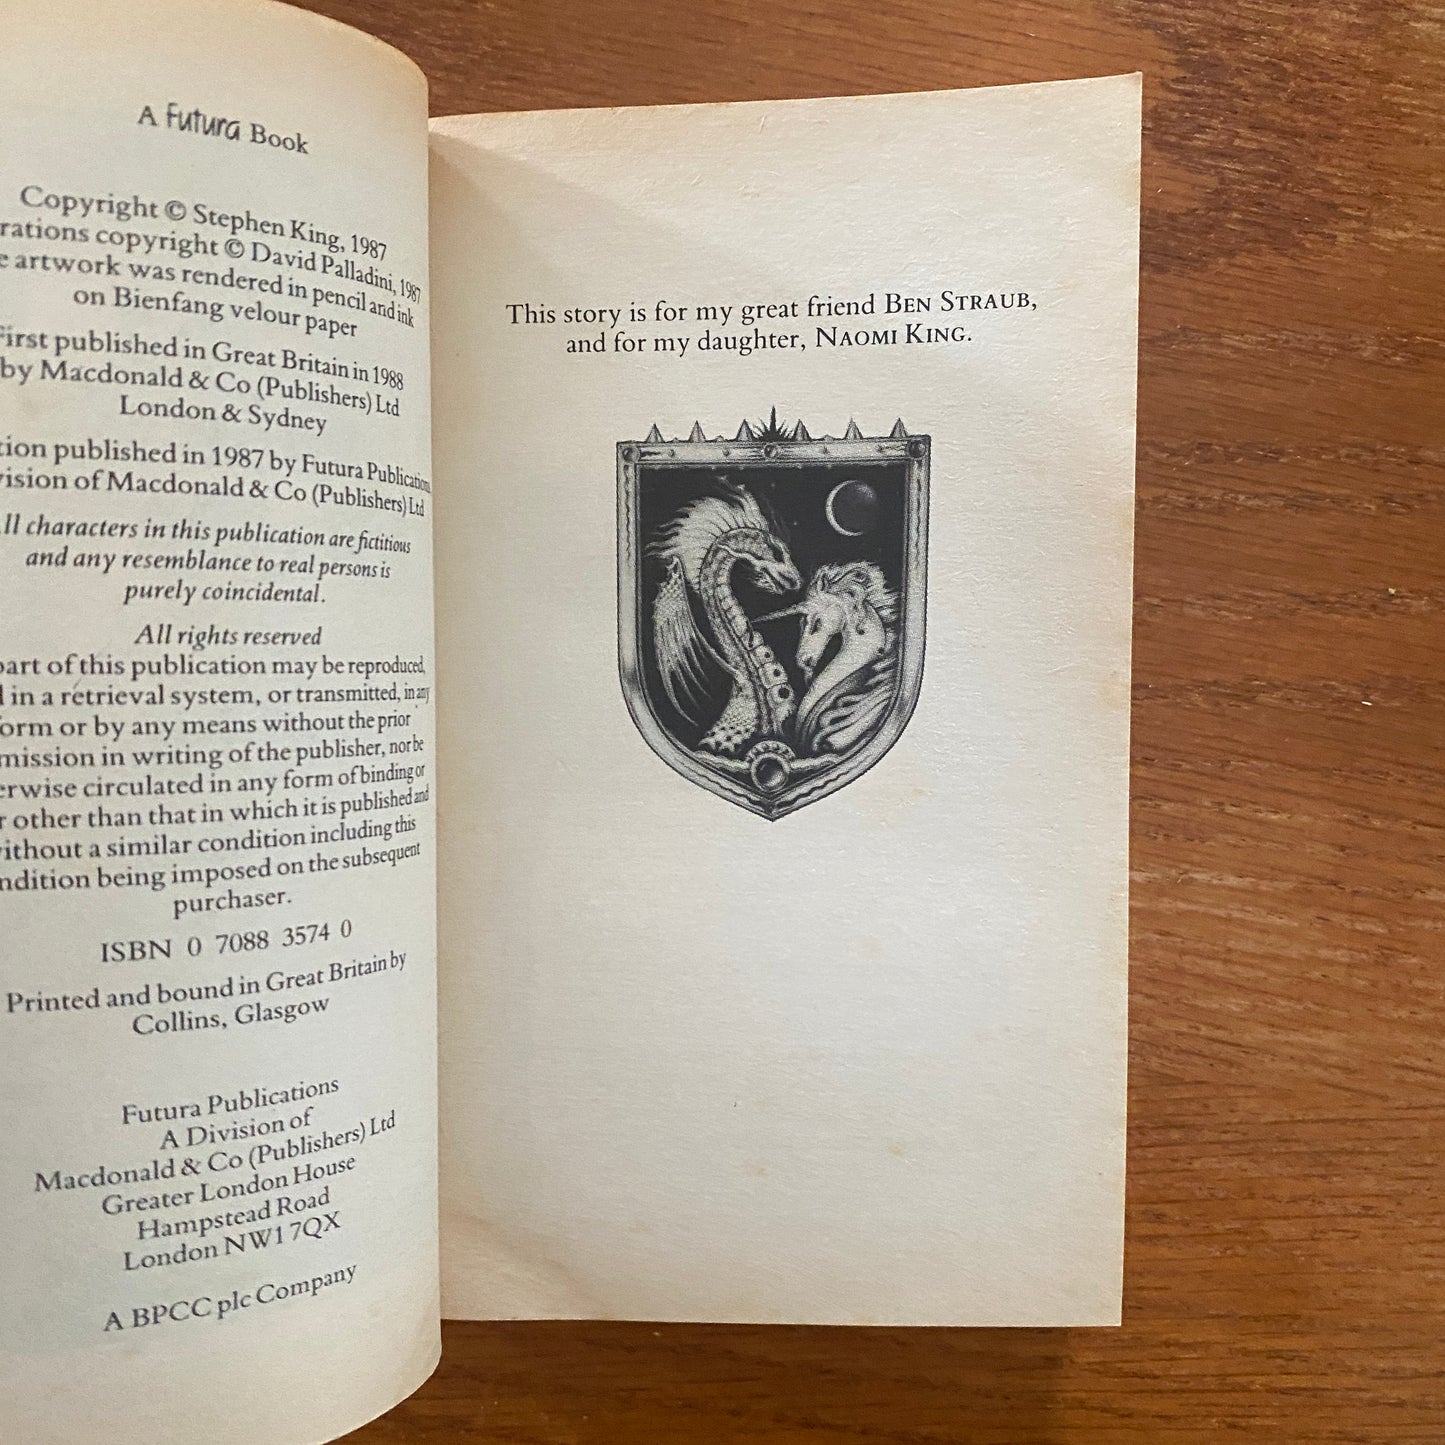 A Futura Book
Copyright © Stephen King, 1987
rations copyright © David Palladini, 1987
artwork was rendered in pencil and ink
on Bienfang velour paper
First published in Great Britain in 1988
by Macdonald & Co (Publishers) Ltd
London & Sydney
tion published in 1987 by Futura Publications
vision of Macdonald & Co (Publishers) Ltd
ll characters in this publication are fictitious
and any resemblance to real persons is
purely coincidental.
All rights reserved
part of this publication may be reproduced,
in a retrieval system, or transmitted, in any
orm or by any means without the prior
mission in writing of the publisher, nor be
erwise circulated in any form of binding or
r other than that in which it is published and
ithout a similar condition including this
ndition being imposed on the subsequent
purchaser.
ISBN 0 7088 3574 0
Printed and bound in Great Britain by
Collins, Glasgow
Futura Publications
A Division of
Macdonald & Co (Publishers) Ltd
Greater London House
Hampstead Road
London NW1 7QX
A BPCC plc Company
This story is for my great friend BEN STRAUB,
and for my daughter, NAOMI KING.